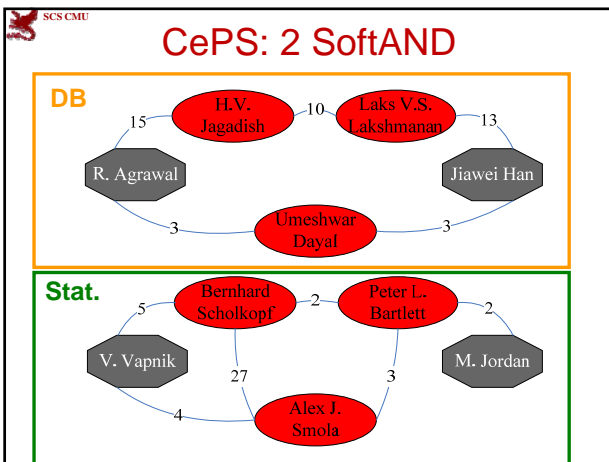 SCS CMU
CePS: 2 SoftAND
DB
H.V.
Jagadish
10
Laks V.S.
Lakshmanan
15
13
R. Agrawal
Jiawei Han
3
Umeshwar
Dayal
3
Stat.
5
Bernhard
Scholkopf
2
Peter L.
Bartlett
2
V. Vapnik
M. Jordan
27
3
4
Alex J.
Smola